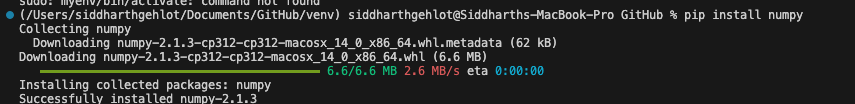 sudo: myenv/bin/activate: command not found
(/Users/siddharthgehlot/Documents/GitHub/venv) siddharthgehlot@Siddharths-MacBook-Pro GitHub % pip install numpy
Collecting numpy
  Downloading numpy-2.1.3-cp312-cp312-macosx_14_0_x86_64.whl.metadata (62 kB)
Downloading numpy-2.1.3-cp312-cp312-macosx_14_0_x86_64.whl (6.6 MB)
6.6/6.6 MB 2.6 MB/s eta 0:00:00
Installing collected packages: numpy
Successfully installed numpy-2.1.3